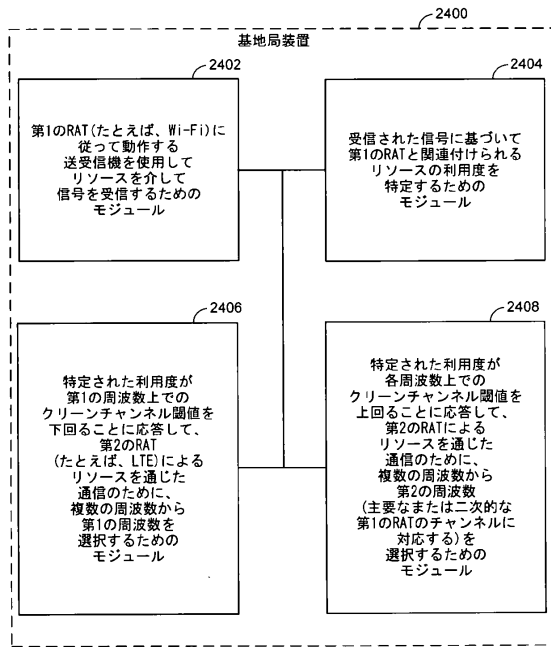 2400
基地局装置
2402
第1のRAT(たとえば、Wi-Fi)に
従って動作する
送受信機を使用して
リソースを介して
信号を受信するための
モジュール
2404
受信された信号に基づいて
第1のRATと関連付けられる
リソースの利用度を
特定するための
モジュール
2406
特定された利用度が
第1の周波数上での
クリーンチャンネル閾値を
下回ることに応答して、
第2のRAT
(たとえば、LTE)による
リソースを通じた
通信のために、
複数の周波数から
第1の周波数を
選択するための
モジュール
2408
特定された利用度が
各周波数上での
クリーンチャンネル閾値を
上回ることに応答して、
第2のRATによる
リソースを通じた
通信のために、
複数の周波数から
第2の周波数
(主要なまたは二次的な
第1のRATのチャンネルに
対応する)を
選択するための
モジュール